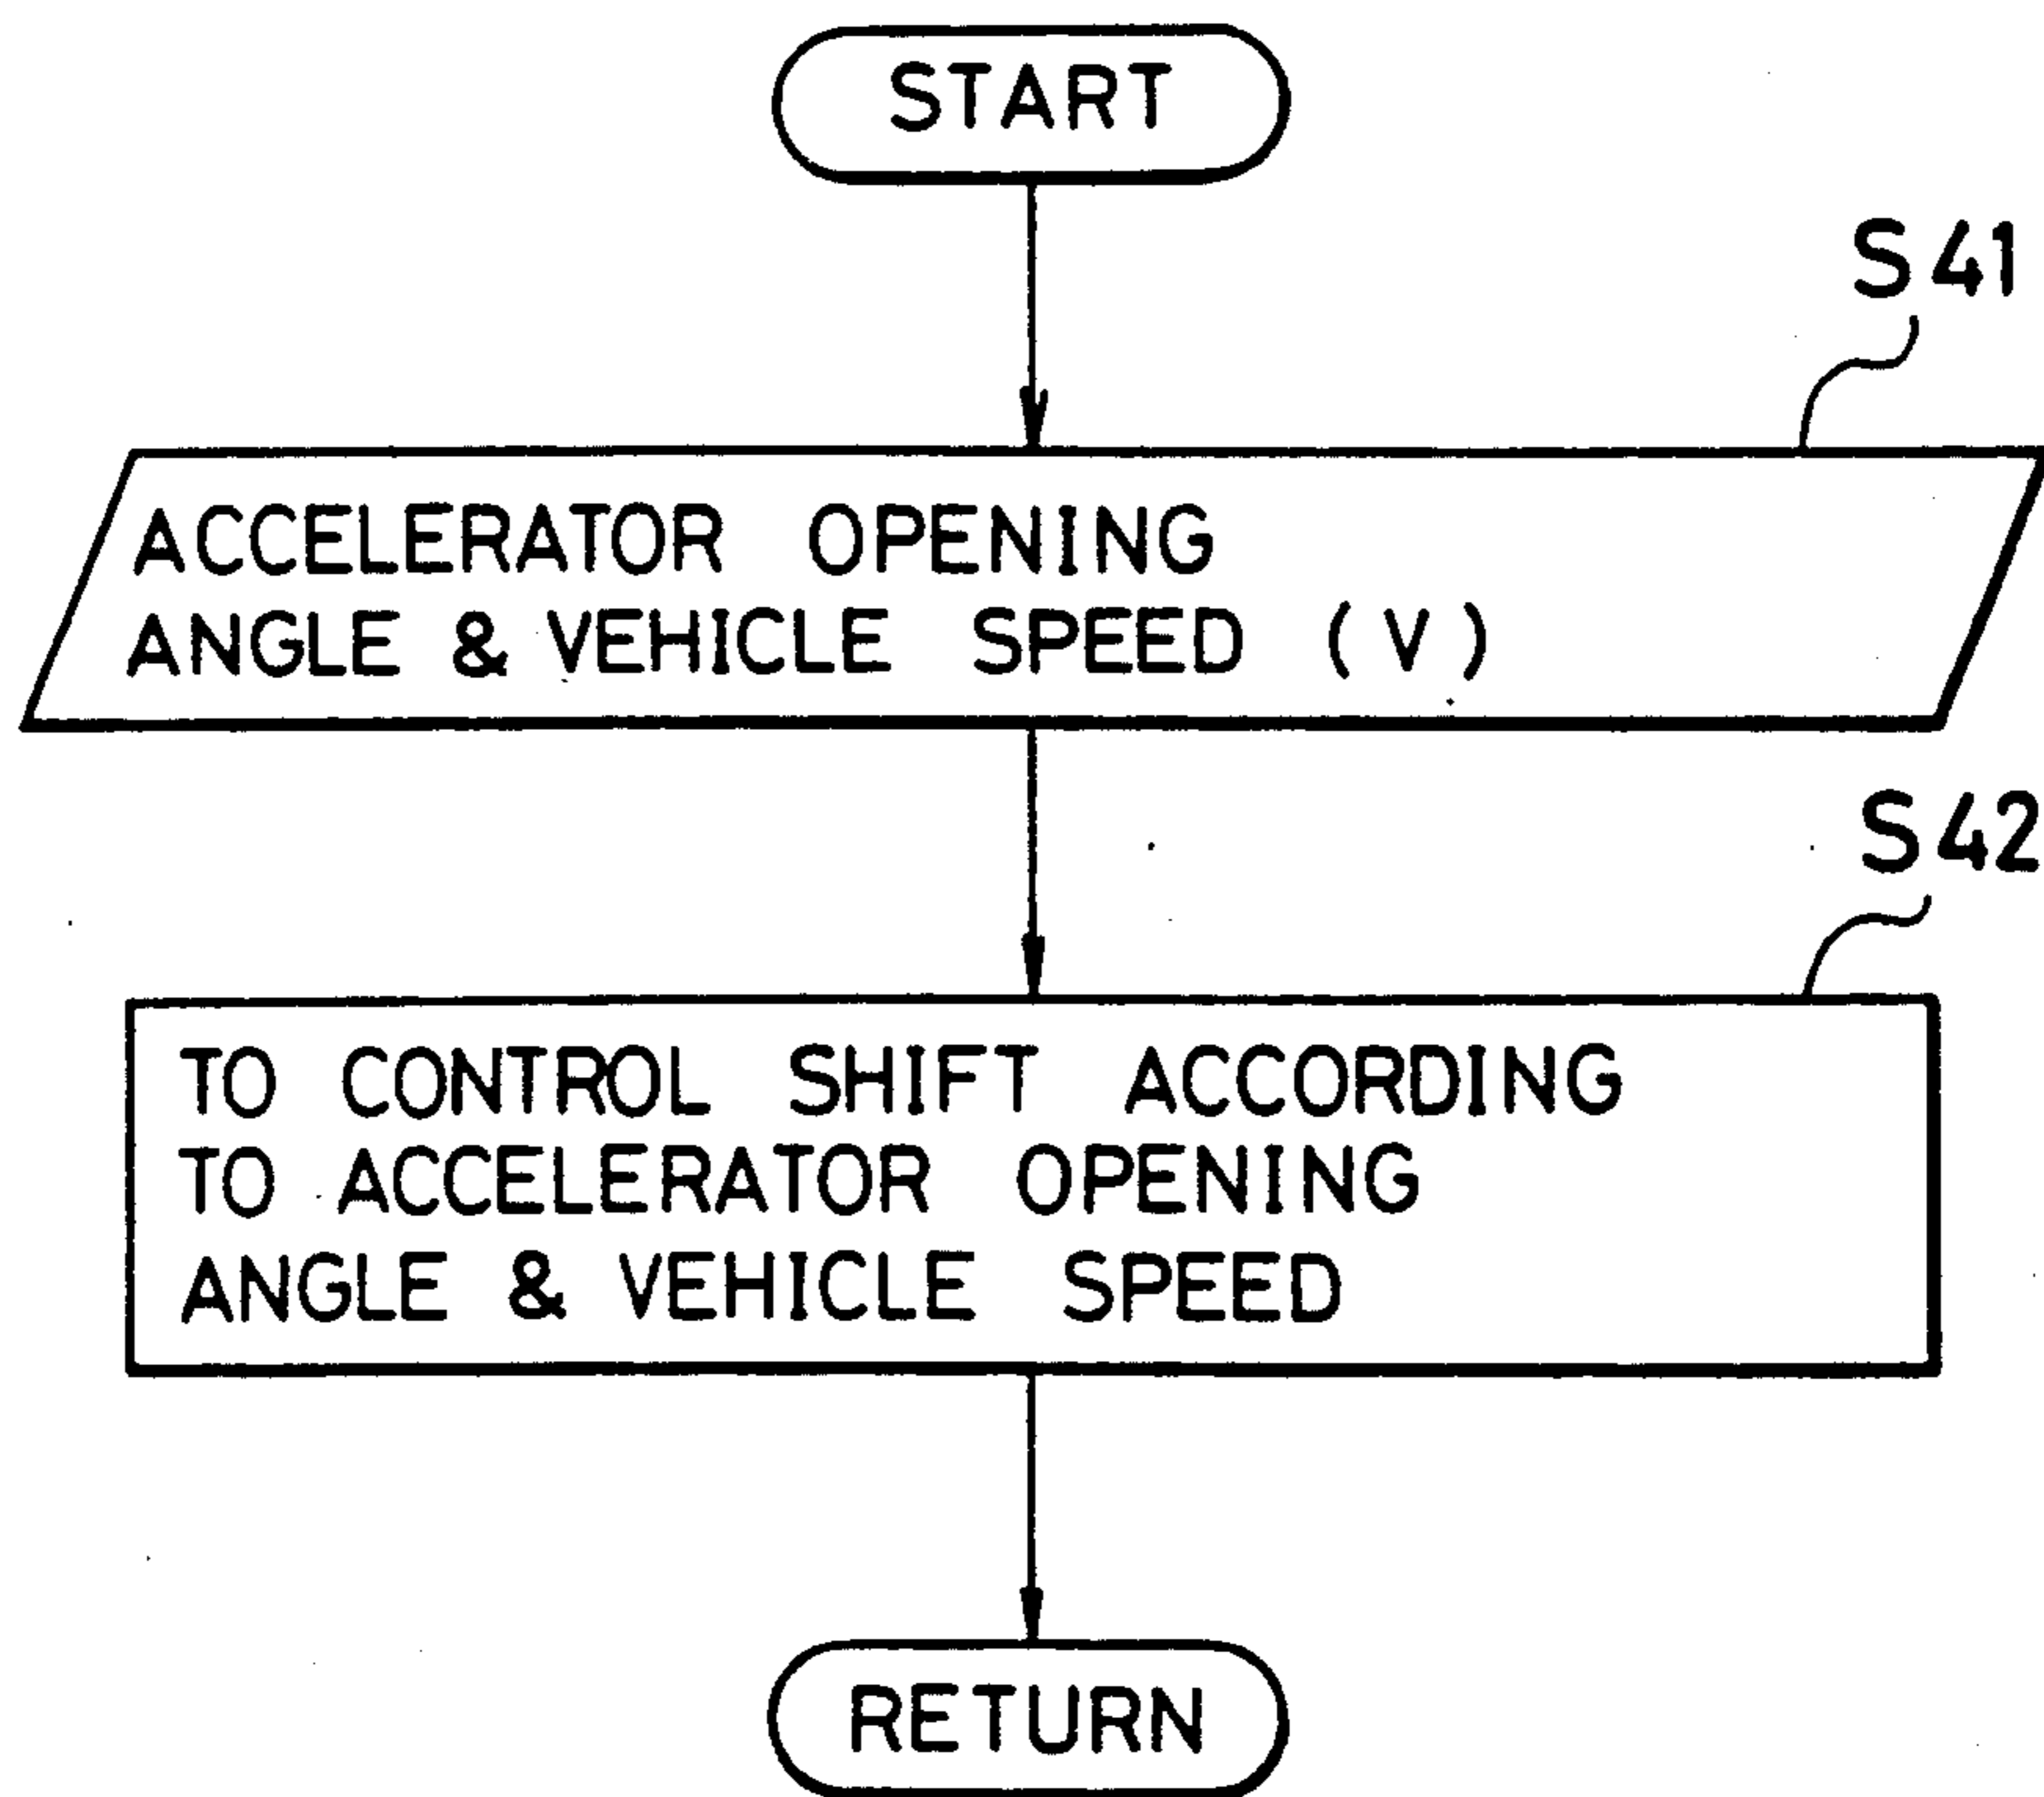 START
S41
ACCELERATOR OPENING
ANGLE & VEHICLE SPEED (V)
S42
TO CONTROL SHIFT ACCORDING
TO ACCELERATOR OPENING
ANGLE & VEHICLE SPEED
RETURN